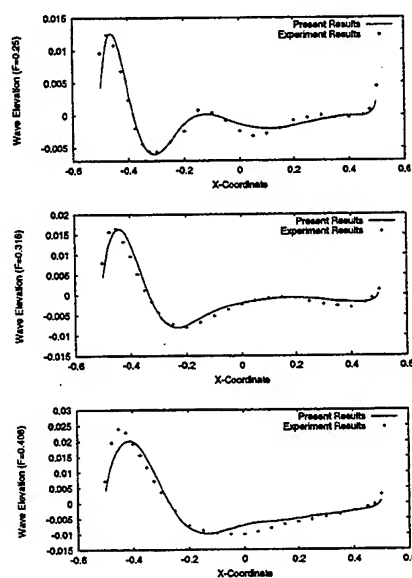 0.015
0.01
0.005
0
-0.005
Wave Elevation (F=0.25)
Present Results
Experiment Results
-0.6 -0.4 -0.2 0 0.2 0.4 0.6
X-Coordinate
0.02
0.015
0.01
0.005
0
-0.005
-0.01
-0.015
Wave Elevation (F=0.316)
Present Results
Experiment Results
-0.6 -0.4 -0.2 0 0.2 0.4 0.6
X-Coordinate
0.03
0.025
0.02
0.015
0.01
0.005
0
-0.005
-0.01
-0.015
Wave Elevation (F=0.408)
Present Results
Experiment Results
-0.6 -0.4 -0.2 0 0.2 0.4 0.6
X-Coordinate